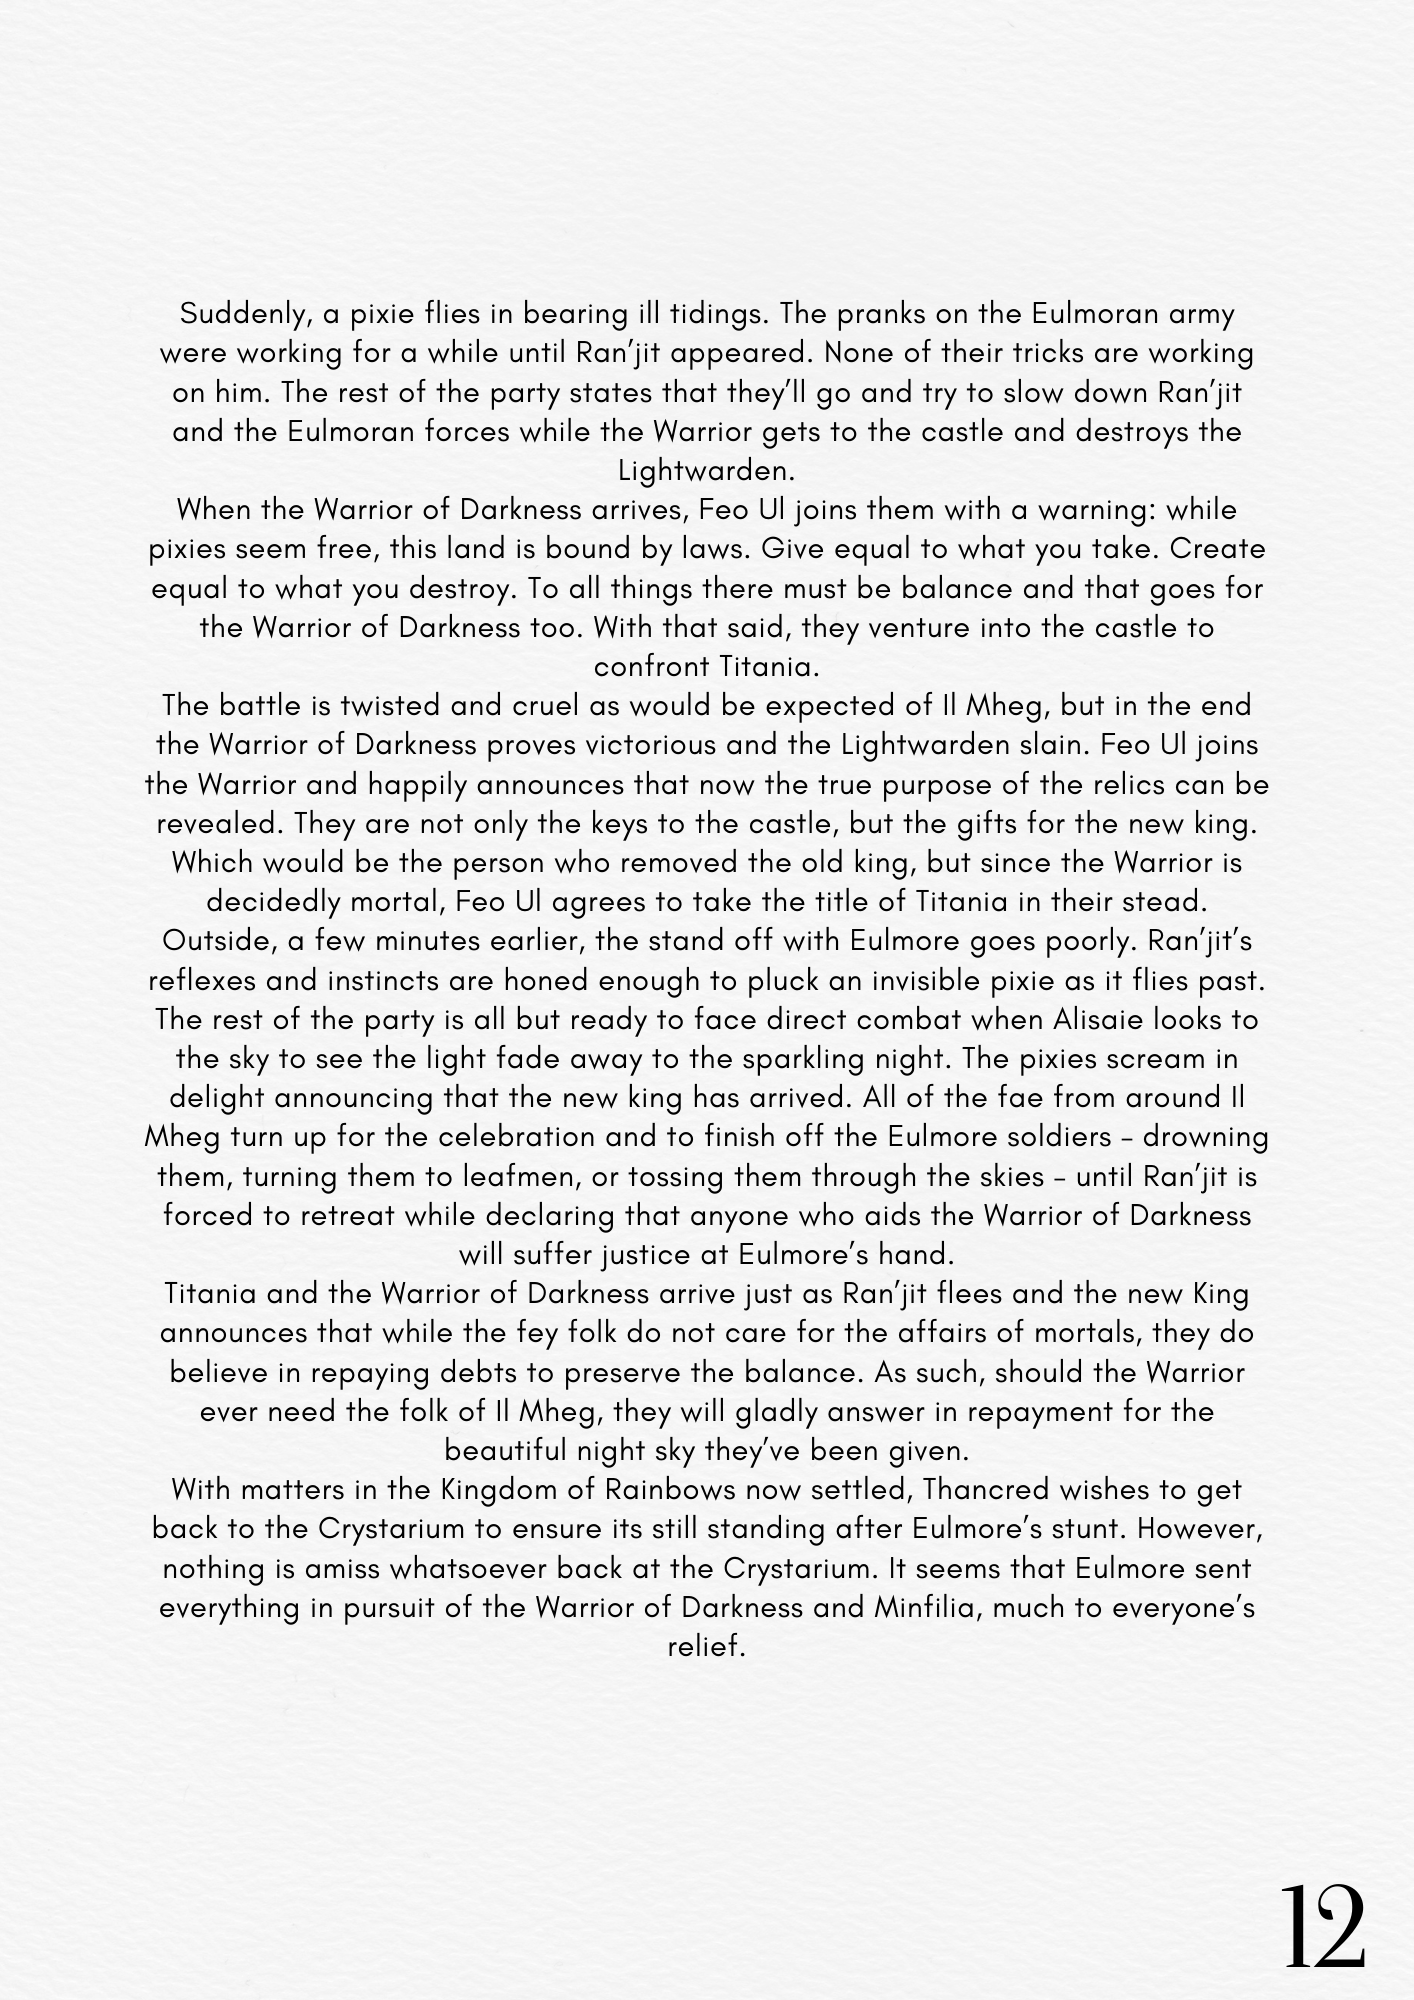 Suddenly, a pixie flies in bearing ill tidings. The pranks on the Eulmoran army
were working for a while until Ran’jit appeared. None of their tricks are working
on him. The rest of the party states that they’ll go and try to slow down Ran’jit
and the Eulmoran forces while the Warrior gets to the castle and destroys the
Lightwarden.
When the Warrior of Darkness arrives, Feo Ul joins them with a warning: while
pixies seem free, this land is bound by laws. Give equal to what you take. Create
equal to what you destroy. To all things there must be balance and that goes for
the Warrior of Darkness too. With that said, they venture into the castle to
confront Titania.
The battle is twisted and cruel as would be expected of Il Mheg, but in the end
the Warrior of Darkness proves victorious and the Lightwarden slain. Feo Ul joins
the Warrior and happily announces that now the true purpose of the relics can be
revealed. They are not only the keys to the castle, but the gifts for the new king.
Which would be the person who removed the old king, but since the Warrior is
decidedly mortal, Feo Ul agrees to take the title of Titania in their stead.
Outside, a few minutes earlier, the stand off with Eulmore goes poorly. Ran’jit’s
reflexes and instincts are honed enough to pluck an invisible pixie as it flies past.
The rest of the party is all but ready to face direct combat when Alisaie looks to
the sky to see the light fade away to the sparkling night. The pixies scream in
delight announcing that the new king has arrived. All of the fae from around Il
Mheg turn up for the celebration and to finish off the Eulmore soldiers – drowning
them, turning them to leafmen, or tossing them through the skies – until Ran’jit is
forced to retreat while declaring that anyone who aids the Warrior of Darkness
will suffer justice at Eulmore’s hand.
Titania and the Warrior of Darkness arrive just as Ran’jit flees and the new King
announces that while the fey folk do not care for the affairs of mortals, they do
believe in repaying debts to preserve the balance. As such, should the Warrior
ever need the folk of Il Mheg, they will gladly answer in repayment for the
beautiful night sky they’ve been given.
With matters in the Kingdom of Rainbows now settled, Thancred wishes to get
back to the Crystarium to ensure its still standing after Eulmore’s stunt. However,
nothing is amiss whatsoever back at the Crystarium. It seems that Eulmore sent
everything in pursuit of the Warrior of Darkness and Minfilia, much to everyone’s
relief.
12